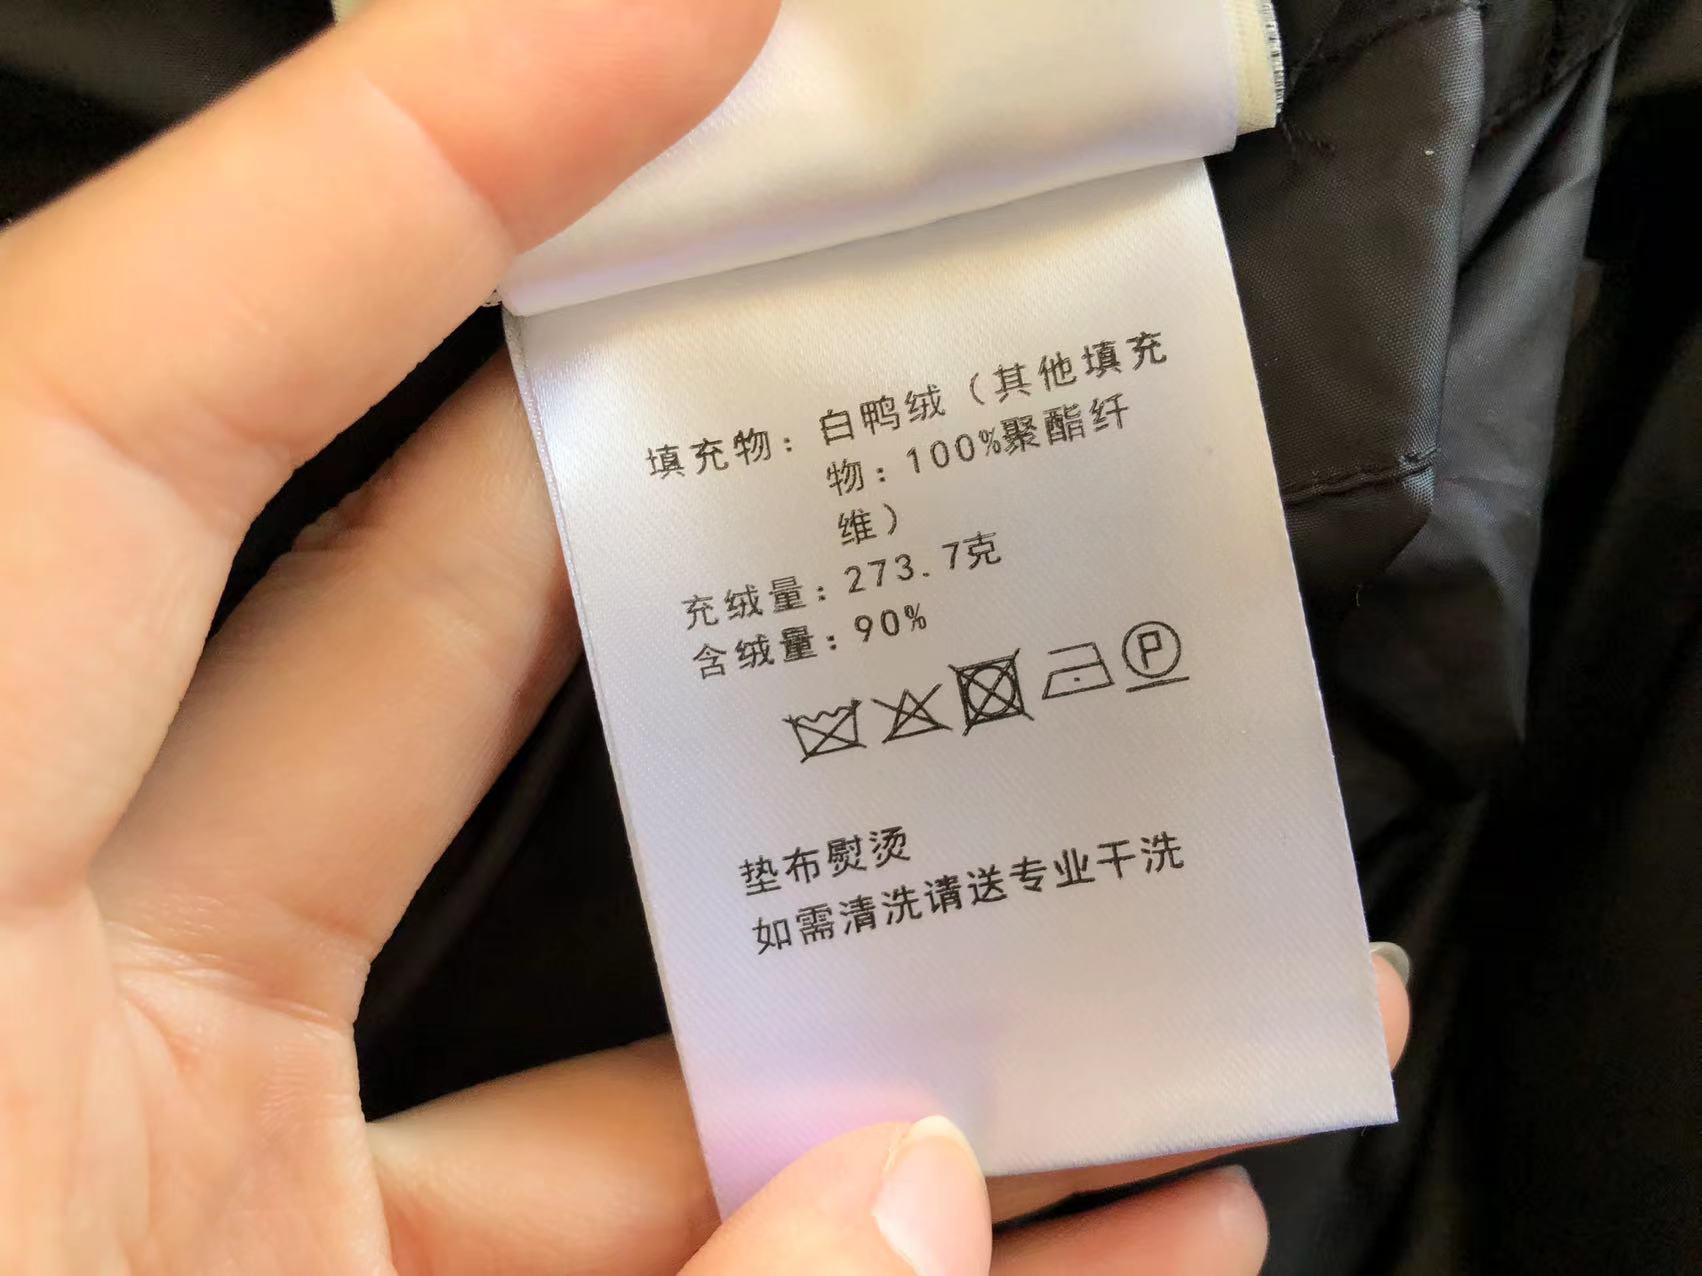 填充物：白鸭绒（其他填充
物：100%聚酯纤
维）
充绒量：273.7克
含绒量：90%
P
垫布熨烫
如需清洗请送专业干洗